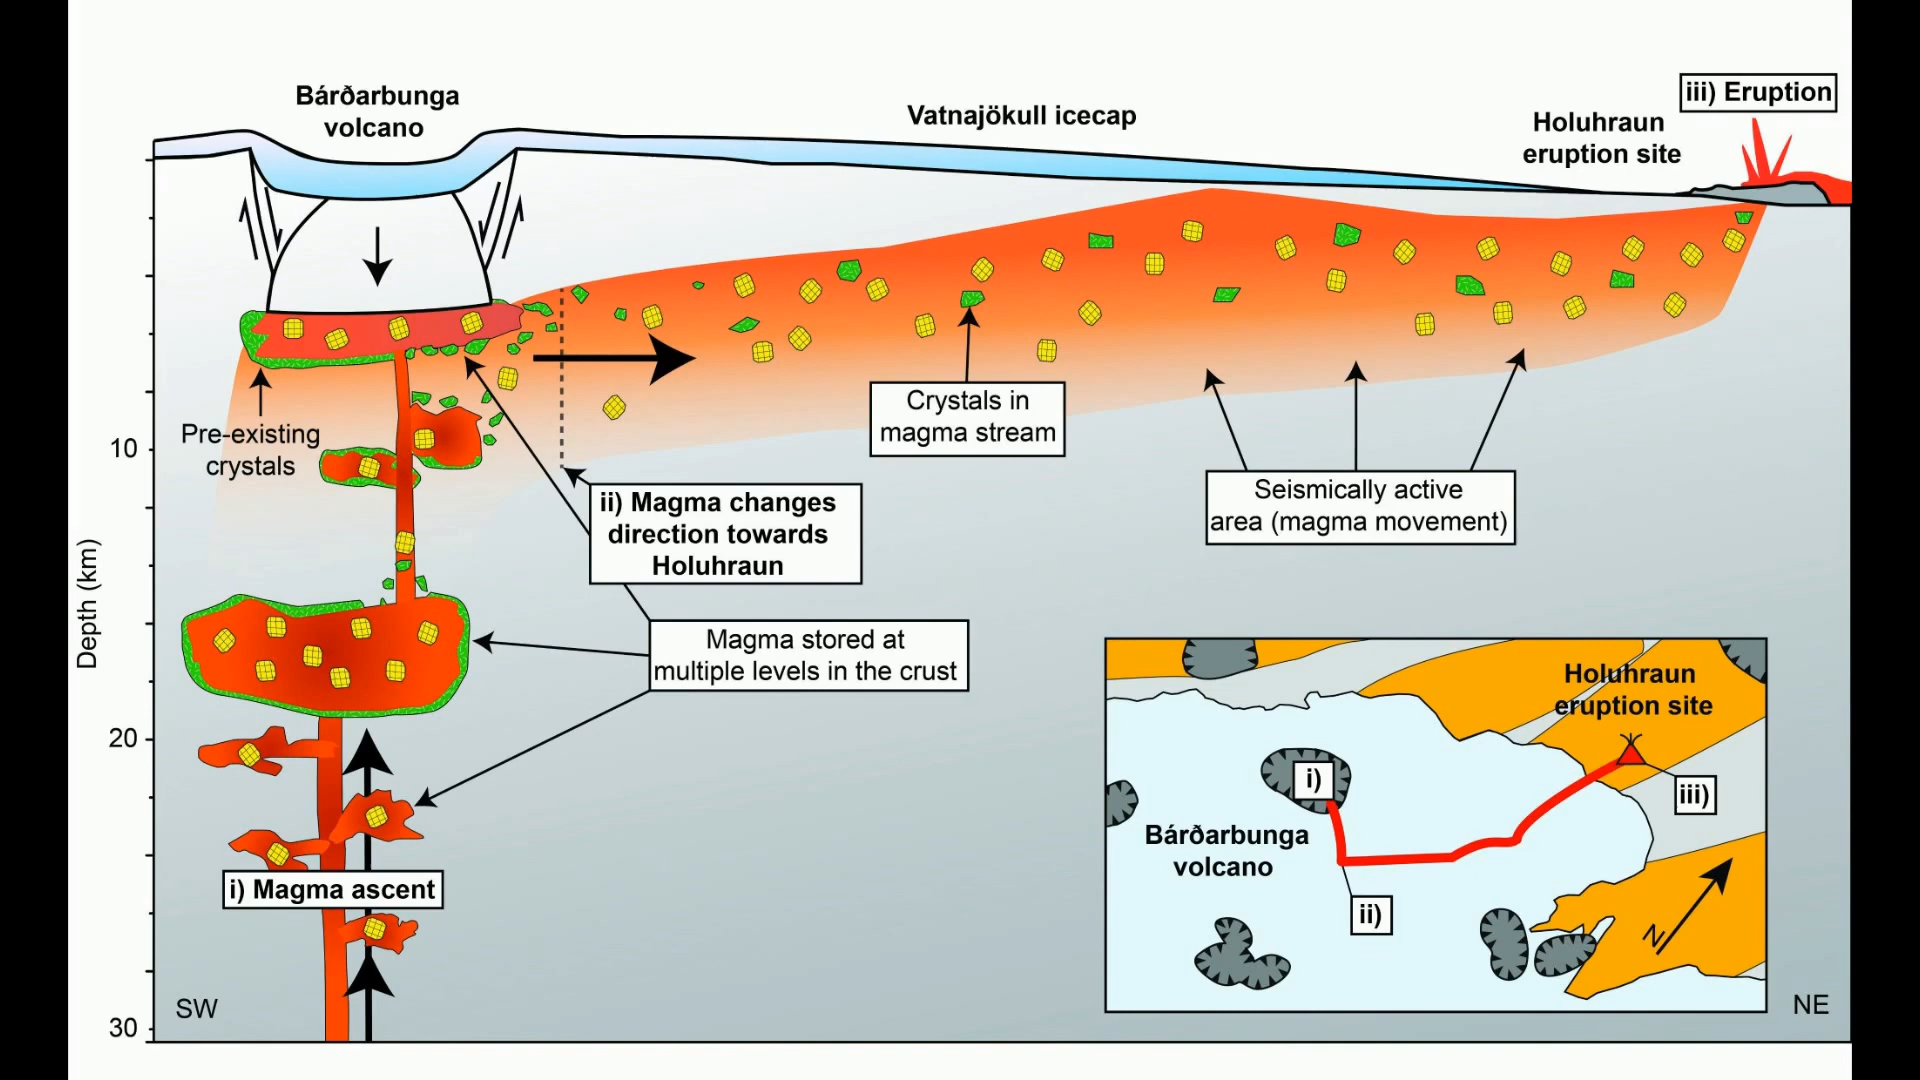 Bárðarbunga
volcano
Vatnajökull icecap
iii) Eruption
Holuhraun
eruption site
Pre-existing
crystals
Crystals in
magma stream
ii) Magma changes
direction towards
Holuhraun
Seismically active
area (magma movement)
Magma stored at
multiple levels in the crust
i) Magma ascent
Depth (km)
10
20
30
SW
NE
Holuhraun
eruption site
i)
iii)
Bárðarbunga
volcano
ii)
N